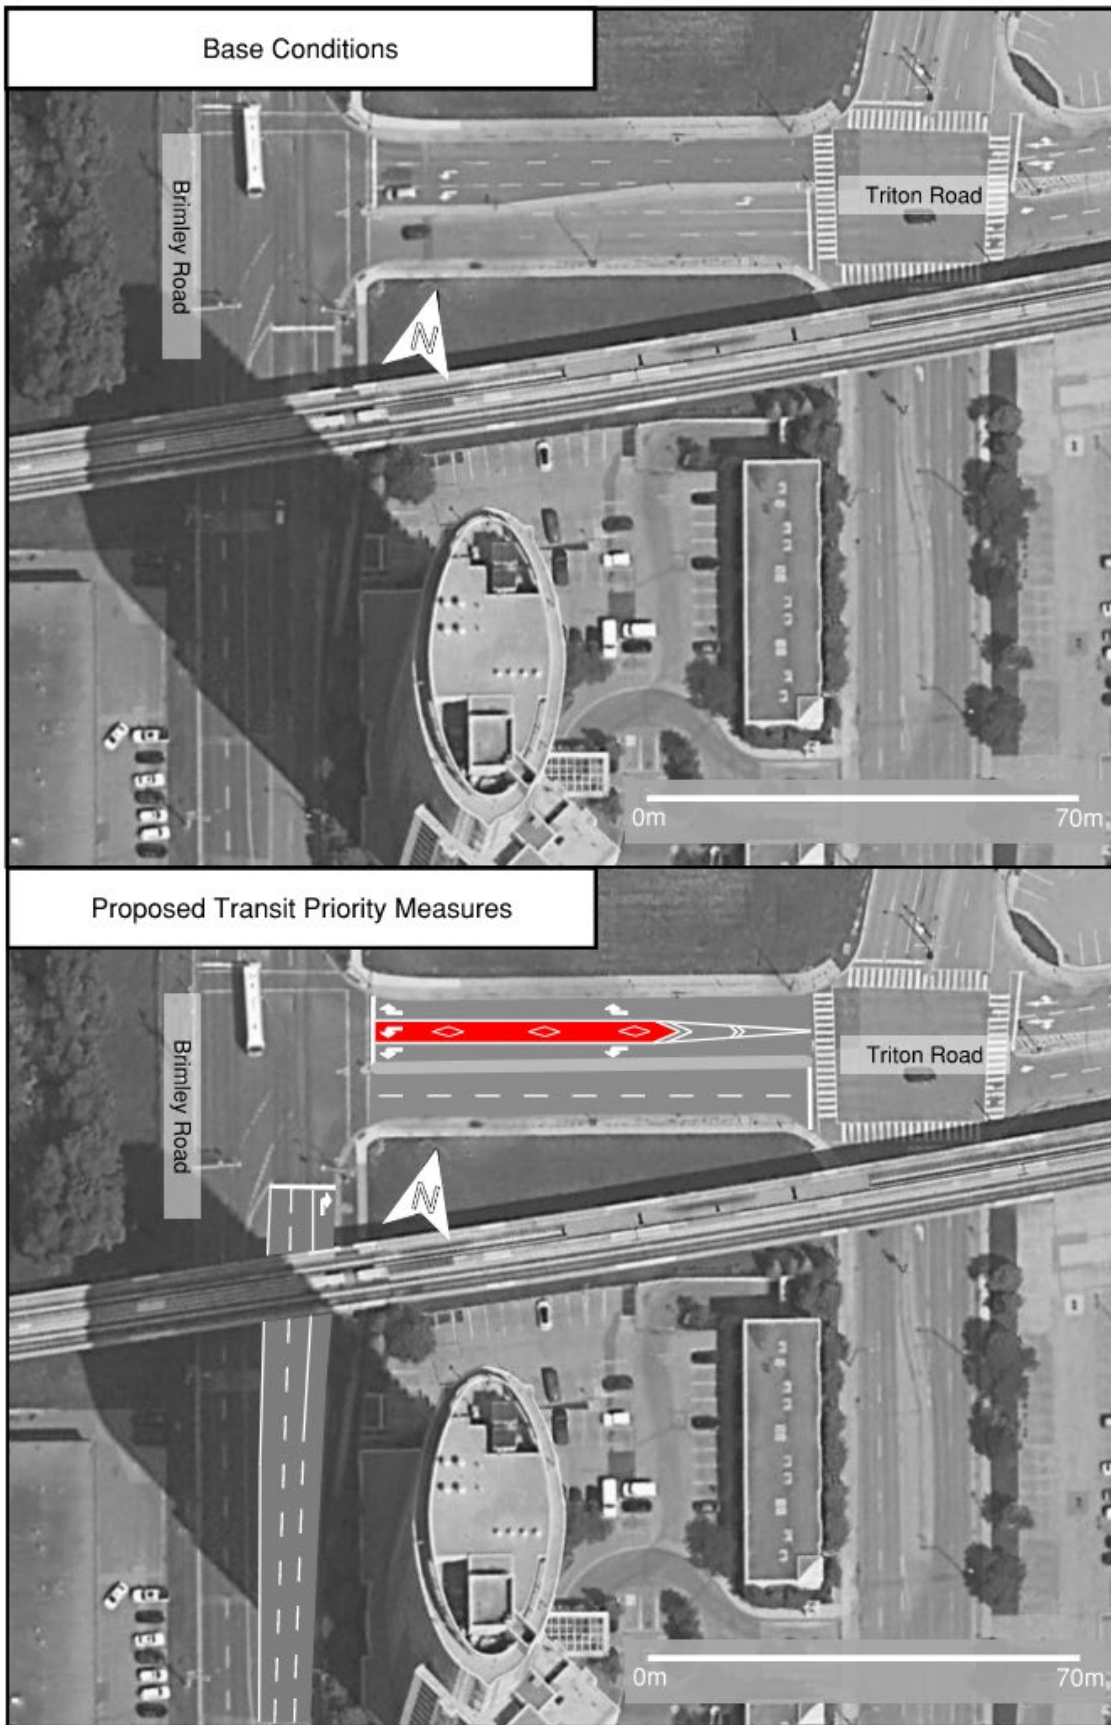 Base Conditions
Brimley Road
Triton Road
N
0m
70m
Proposed Transit Priority Measures
Brimley Road
Triton Road
N
0m
70m